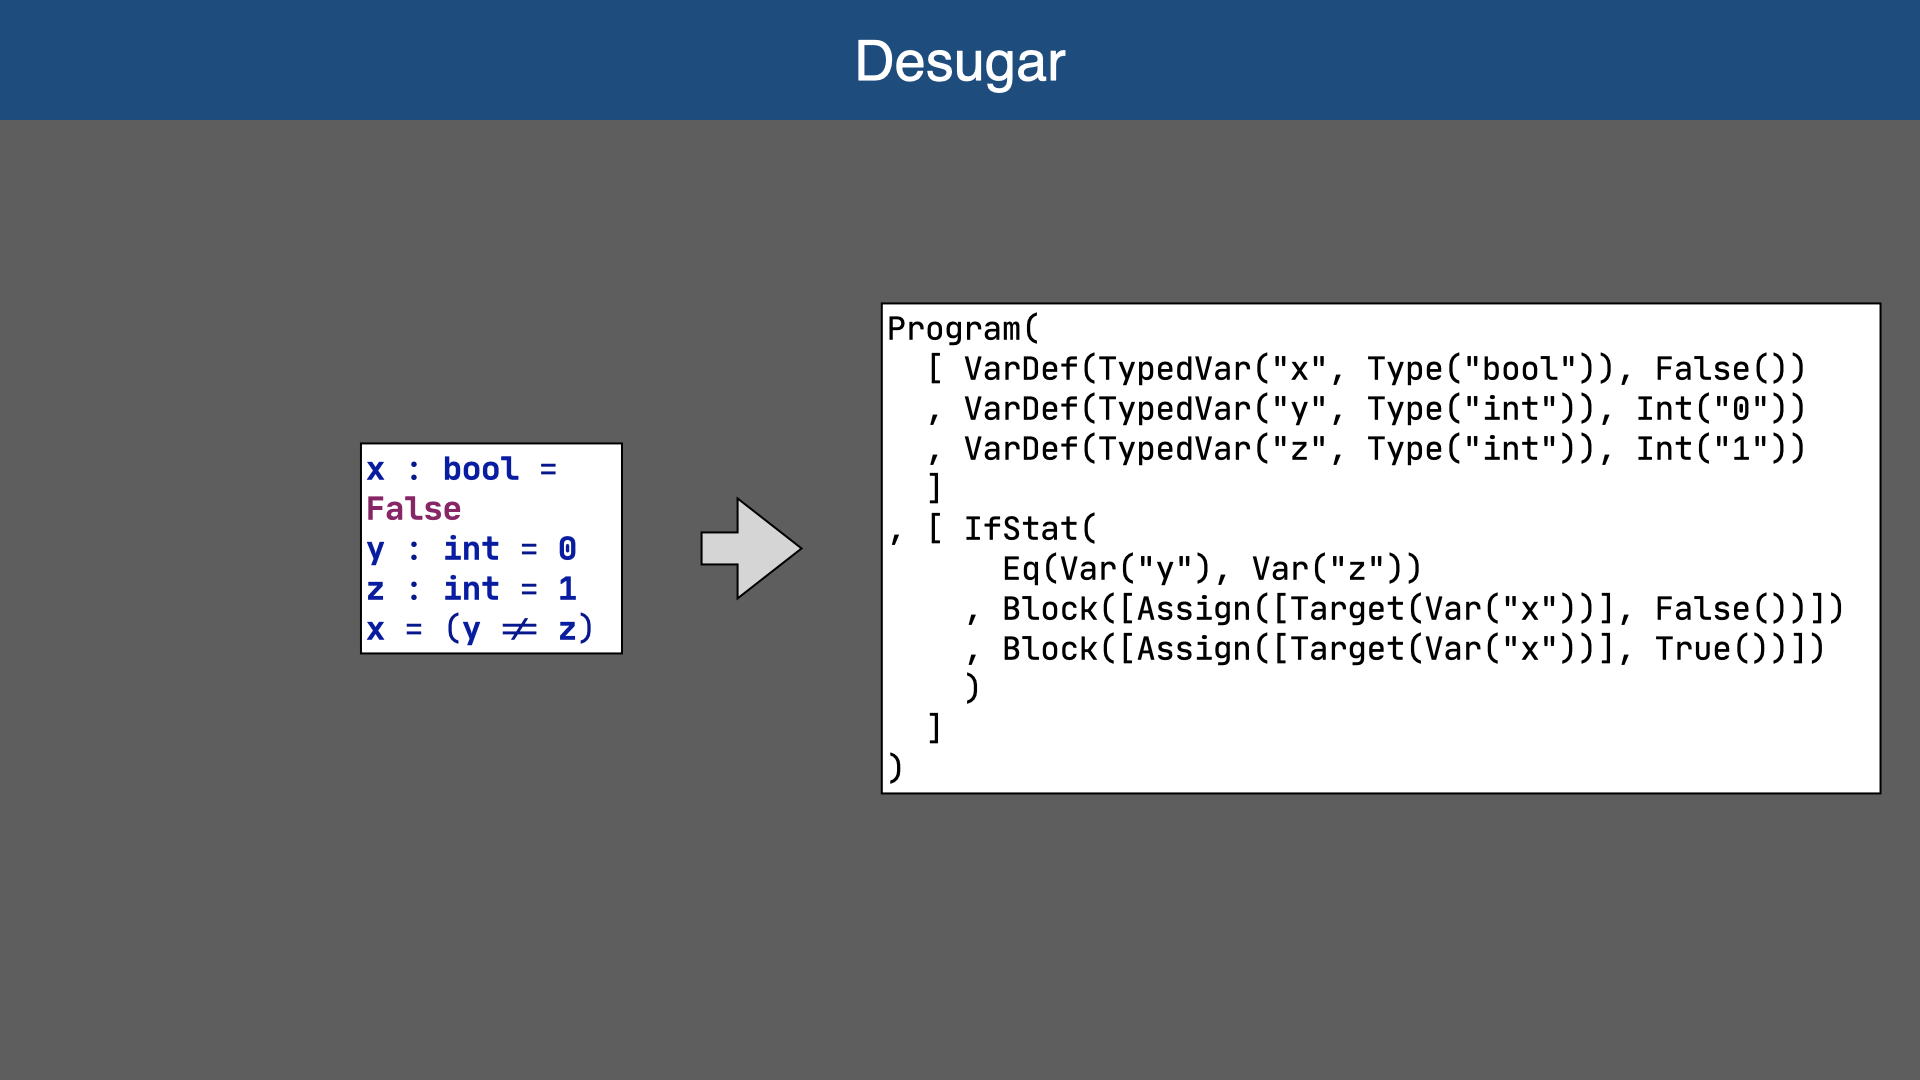 Desugar
x : bool =
False
y : int = 0
z : int = 1
x = (y != z)
Program(
  [ VarDef(TypedVar("x", Type("bool")), False())
  , VarDef(TypedVar("y", Type("int")), Int("0"))
  , VarDef(TypedVar("z", Type("int")), Int("1"))
  ]
, [ IfStat(
      Eq(Var("y"), Var("z"))
    , Block([Assign([Target(Var("x"))], False())])
    , Block([Assign([Target(Var("x"))], True())])
    )
  ]
)